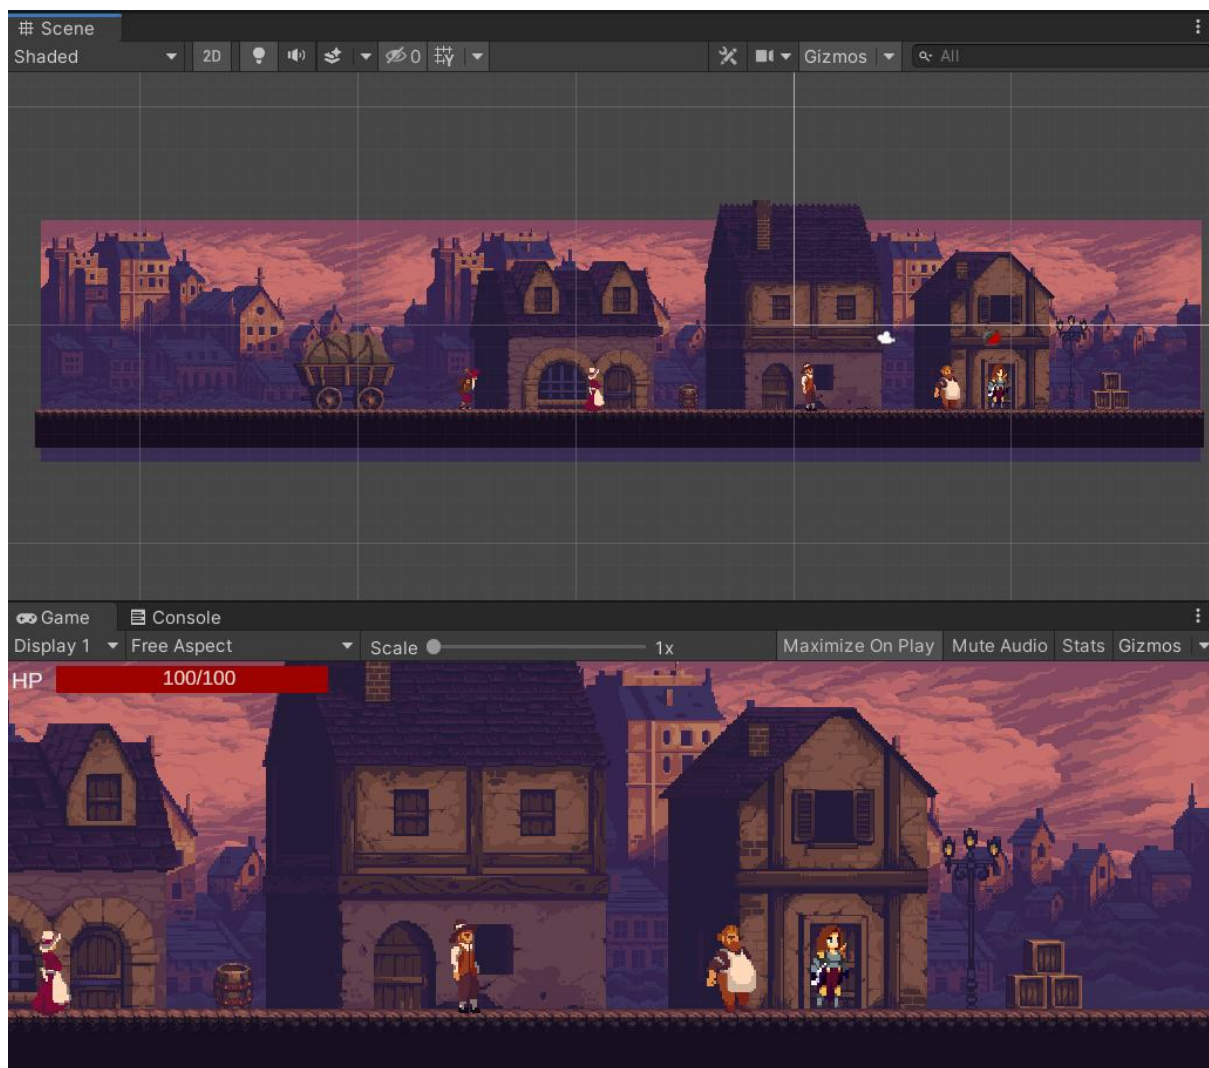 Scene
Shaded 2D 0 Gizmos All
Game Console
Display 1 Free Aspect Scale 1x Maximize On Play Mute Audio Stats Gizmos
HP 100/100